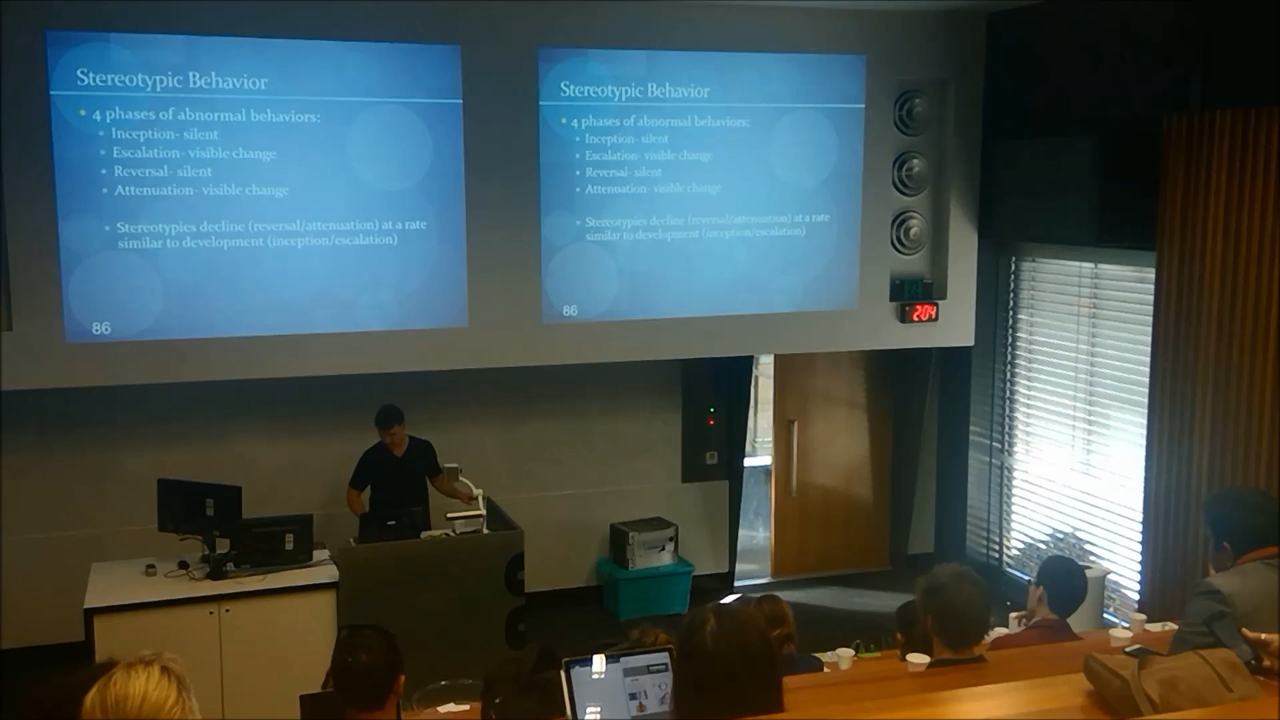 Stereotypic Behavior
4 phases of abnormal behaviors:
Inception- silent
Escalation- visible change
Reversal- silent
Attenuation- visible change
Stereotypies decline (reversal/attenuation) at a rate
similar to development (inception/escalation)
86
Stereotypic Behavior
4 phases of abnormal behaviors:
Inception- silent
Escalation- visible change
Reversal- silent
Attenuation- visible change
Stereotypies decline (reversal/attenuation) at a rate
similar to development (inception/escalation)
86
2:04